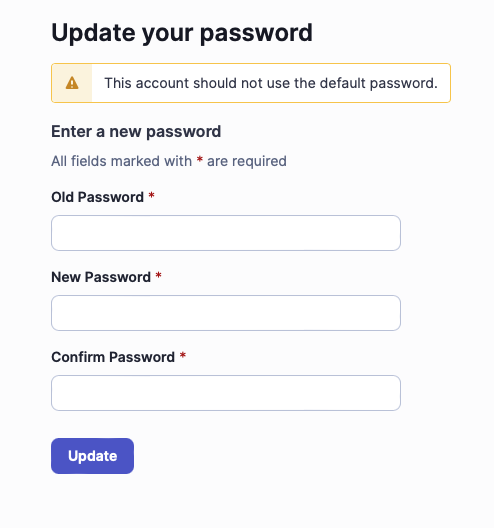 Update your password
This account should not use the default password.
Enter a new password
All fields marked with * are required
Old Password *
New Password *
Confirm Password *
Update